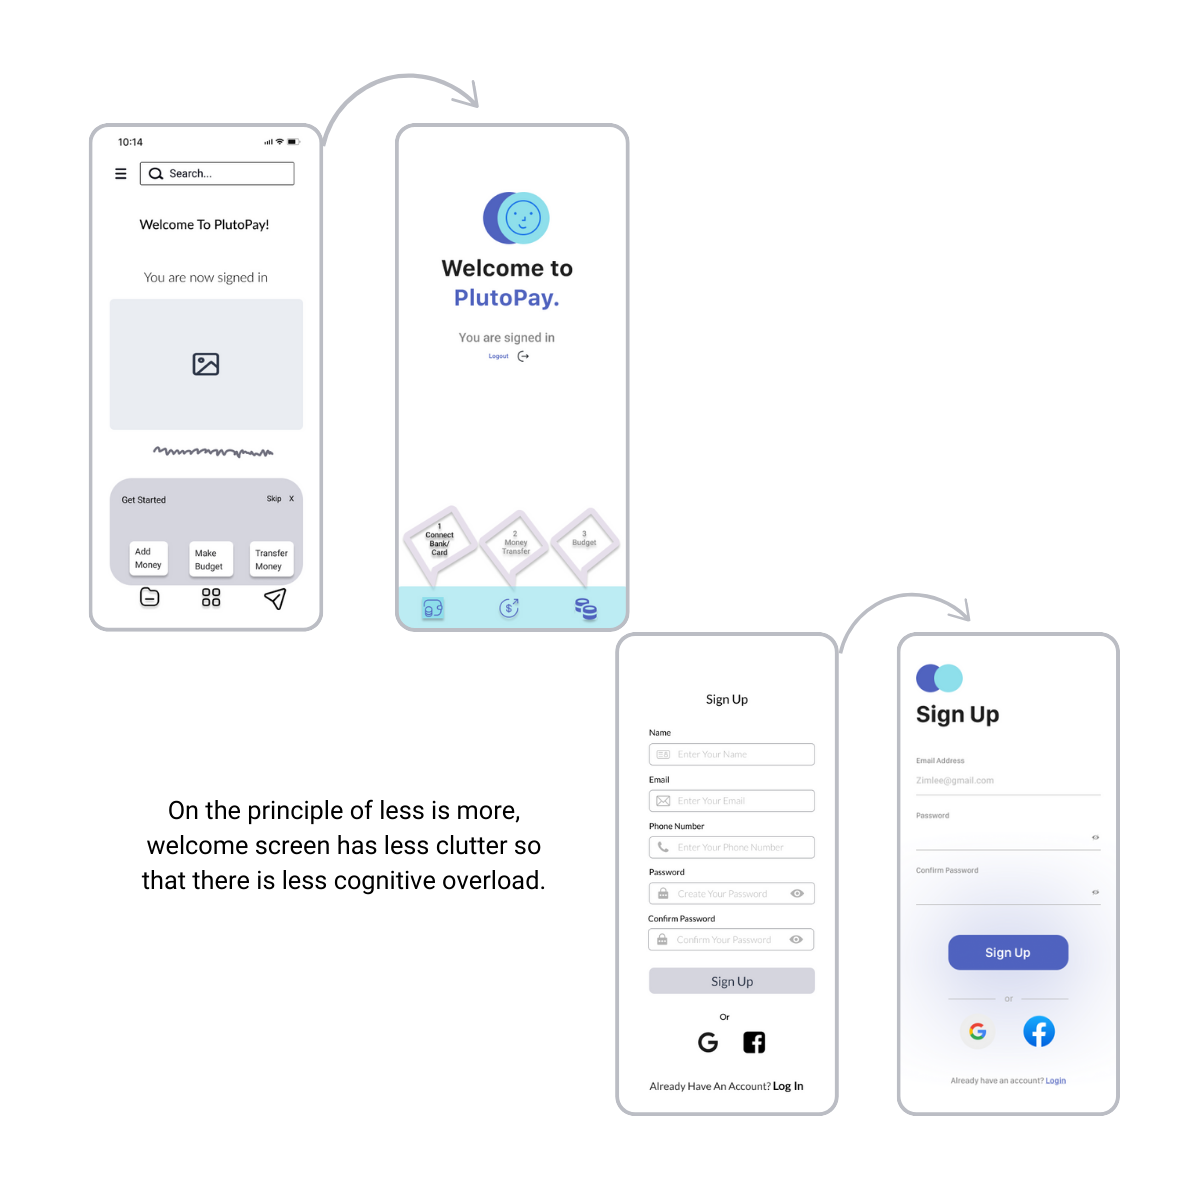 10:14
Search...
Welcome To PlutoPay!
You are now signed in
Get Started
Skip X
Add
Money
Make
Budget
Transfer
Money
Welcome to
PlutoPay.
You are signed in
Logout
1
Connect
Bank/
Card
2
Money
Transfer
3
Budget
$
On the principle of less is more,
welcome screen has less clutter so
that there is less cognitive overload.
Sign Up
Name
Enter Your Name
Email
Enter Your Email
Phone Number
Enter Your Phone Number
Password
Create Your Password
Confirm Password
Confirm Your Password
Sign Up
Or
G f
Already Have An Account? Log In
Sign Up
Email Address
Zimlee@gmail.com
Password
Confirm Password
Sign Up
or
G f
Already have an account? Login